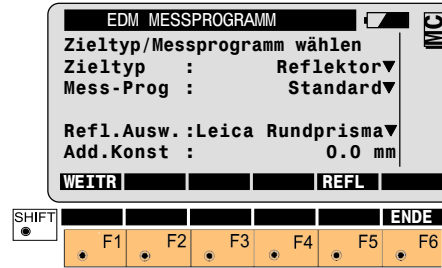 EDM MESSPROGRAMM
MC
Zieltyp/Messprogramm wählen
Zieltyp : Reflektor▼
Mess-Prog : Standard▼
Refl.Ausw.:Leica Rundprisma▼
Add.Konst : 0.0 mm
WEITR REFL
SHIFT ENDE
F1 F2 F3 F4 F5 F6